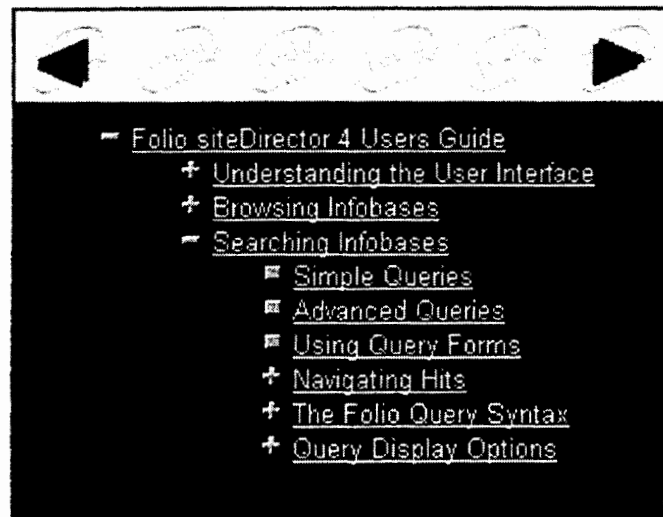 Folio siteDirector 4 Users Guide
Understanding the User Interface
Browsing Infobases
Searching Infobases
Simple Queries
Advanced Queries
Using Query Forms
Navigating Hits
The Folio Query Syntax
Query Display Options